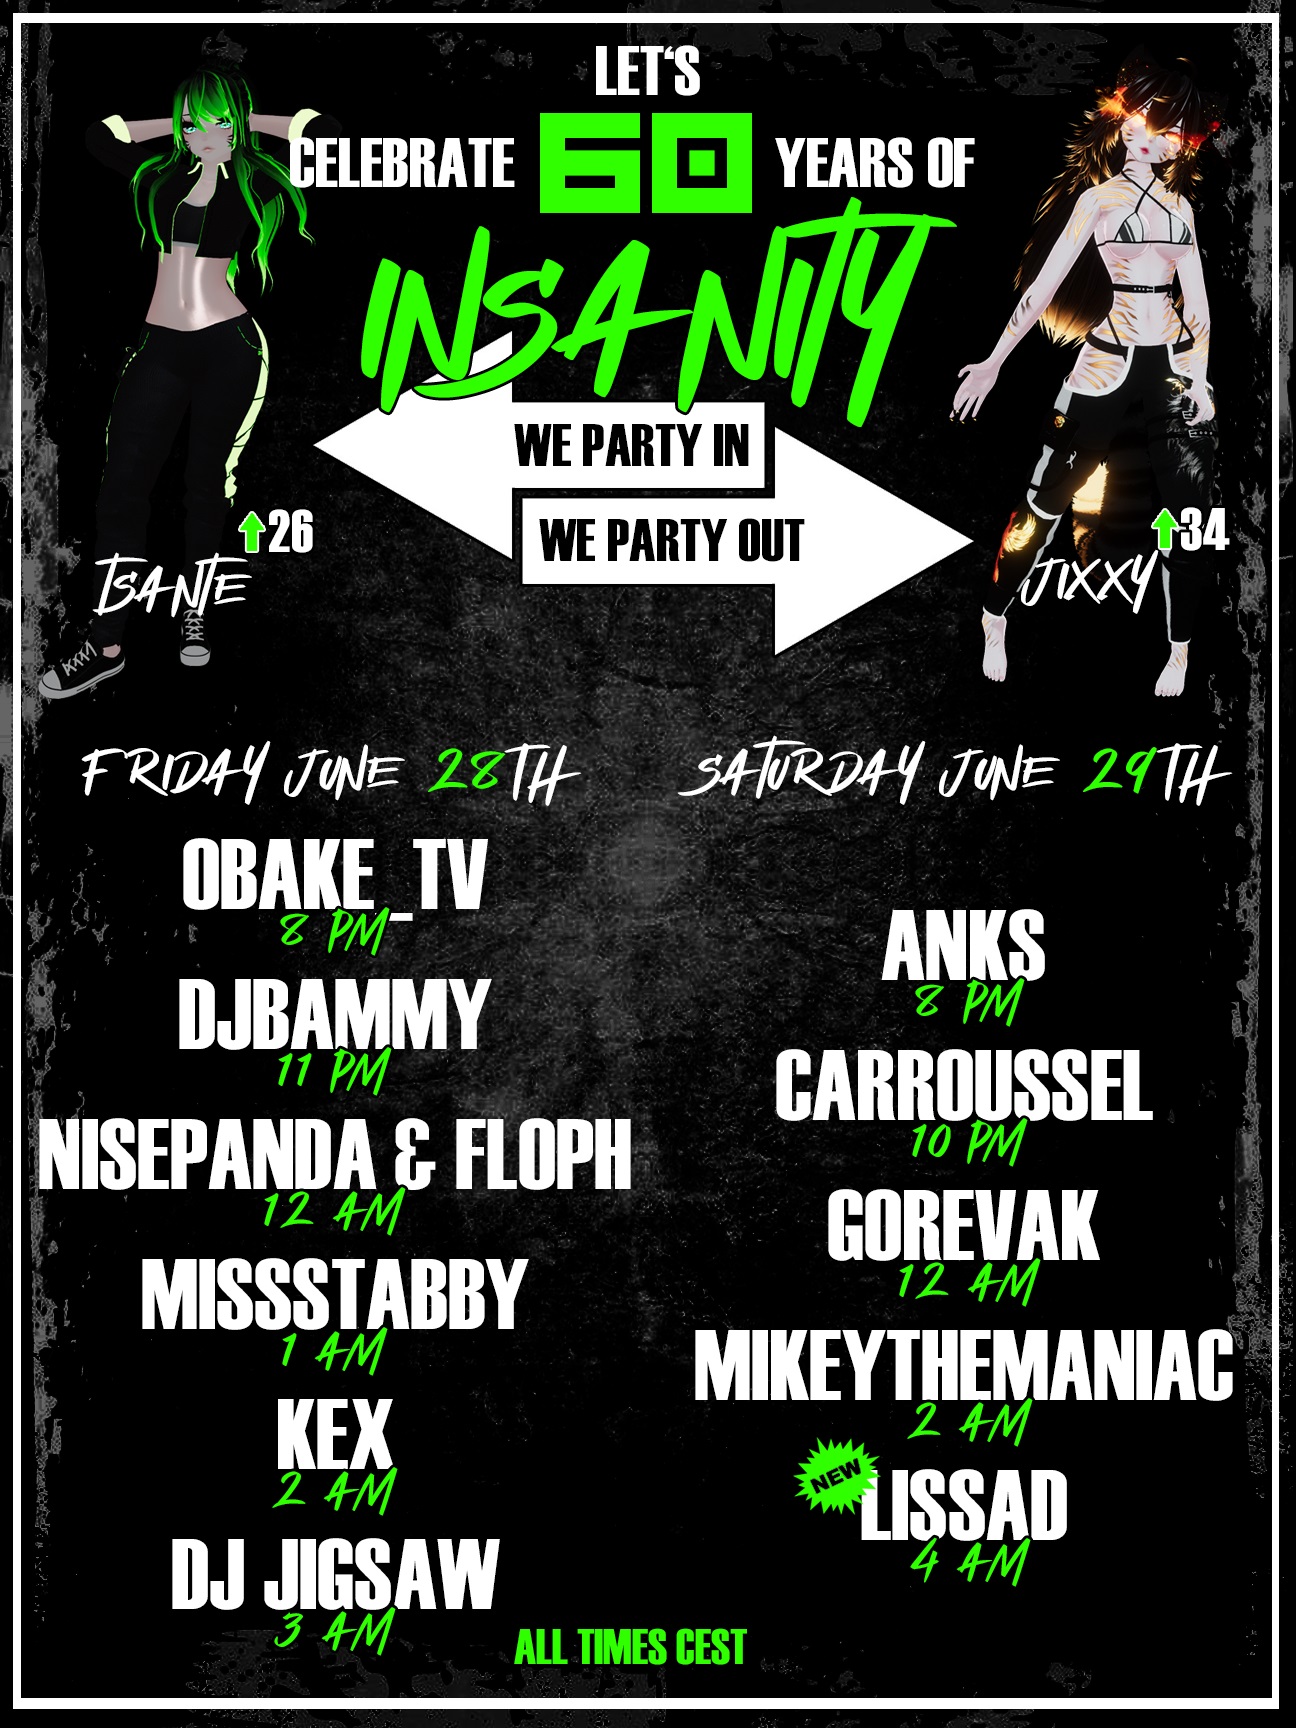 LET'S
CELEBRATE 60 YEARS OF
INSANITY
WE PARTY IN
WE PARTY OUT
26
TSANTE
34
JIXXY
FRIDAY JUNE 28TH
OBAKE_TV
8 PM
DJBAMMY
11 PM
NISEPANDA & FLOPH
12 AM
MISSSTABBY
1 AM
KEX
2 AM
DJ JIGSAW
3 AM
SATURDAY JUNE 29TH
ANKS
8 PM
CARROUSSEL
10 PM
GOREVAK
12 AM
MIKEYTHEMANIAC
2 AM
NEW
LISSAD
4 AM
ALL TIMES CEST